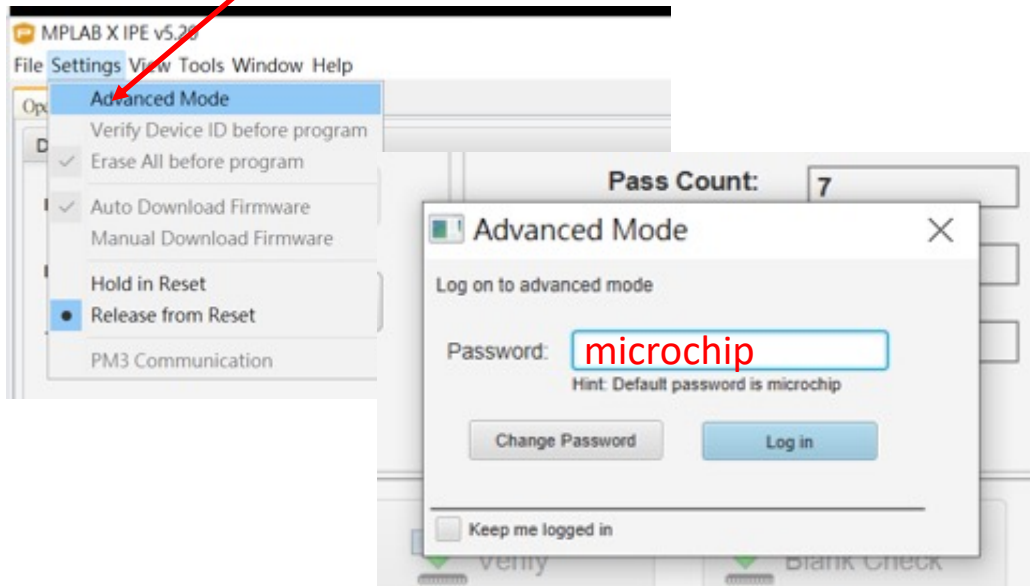 MPLAB X IPE v5.20
File Settings View Tools Window Help
Advanced Mode
Verify Device ID before program
Erase All before program
Auto Download Firmware
Manual Download Firmware
Hold in Reset
Release from Reset
PM3 Communication
Pass Count: 7
Advanced Mode
Log on to advanced mode
Password: microchip
Hint: Default password is microchip
Change Password Log in
Keep me logged in
Verify Blank Check